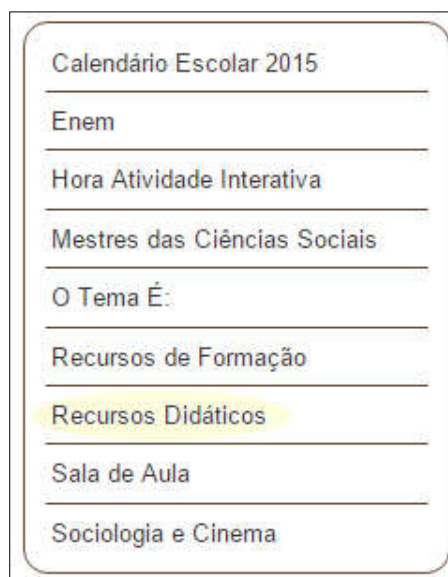 Calendário Escolar 2015
Enem
Hora Atividade Interativa
Mestres das Ciências Sociais
O Tema É:
Recursos de Formação
Recursos Didáticos
Sala de Aula
Sociologia e Cinema